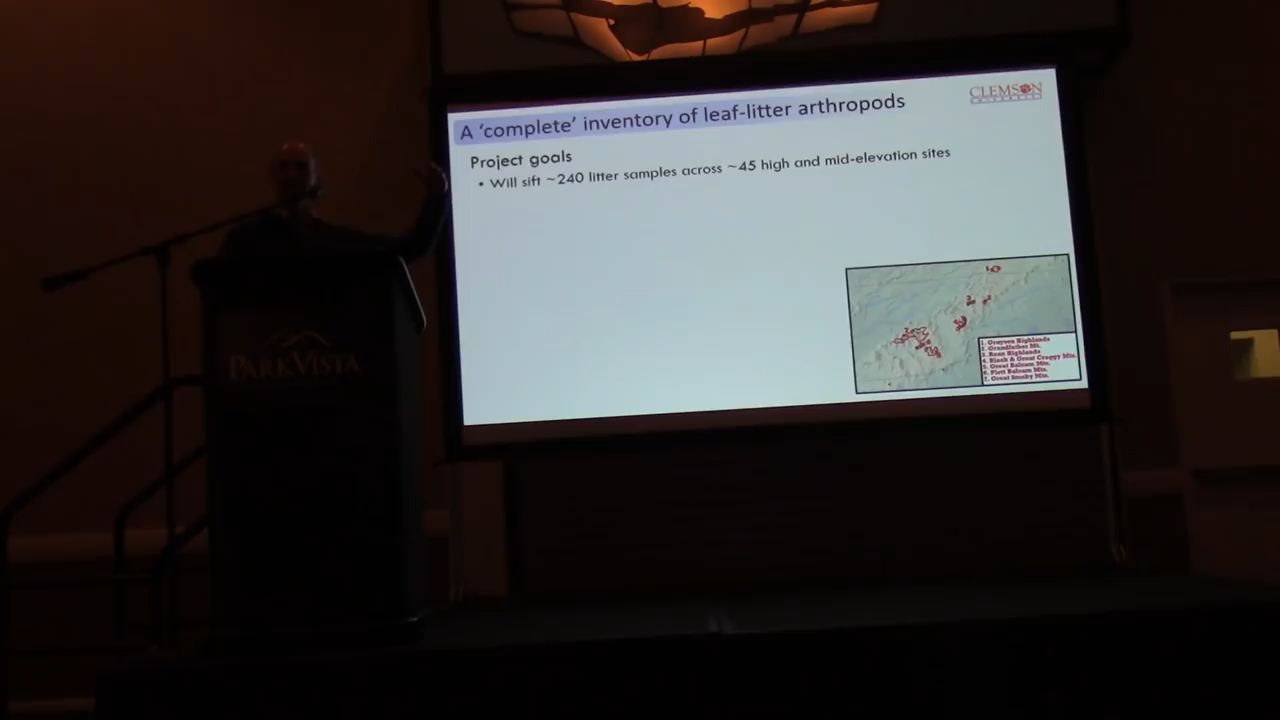 A 'complete' inventory of leaf-litter arthropods
CLEMSON
Project goals
• Will sift ~240 litter samples across ~45 high and mid-elevation sites
1. Grayson Highlands
2. Grandfather Mt.
3. Roan Highlands
4. Black & Great Craggy Mts.
5. Great Balsam Mts.
6. Plott Balsam Mts.
7. Great Smoky Mts.
PARKVISTA